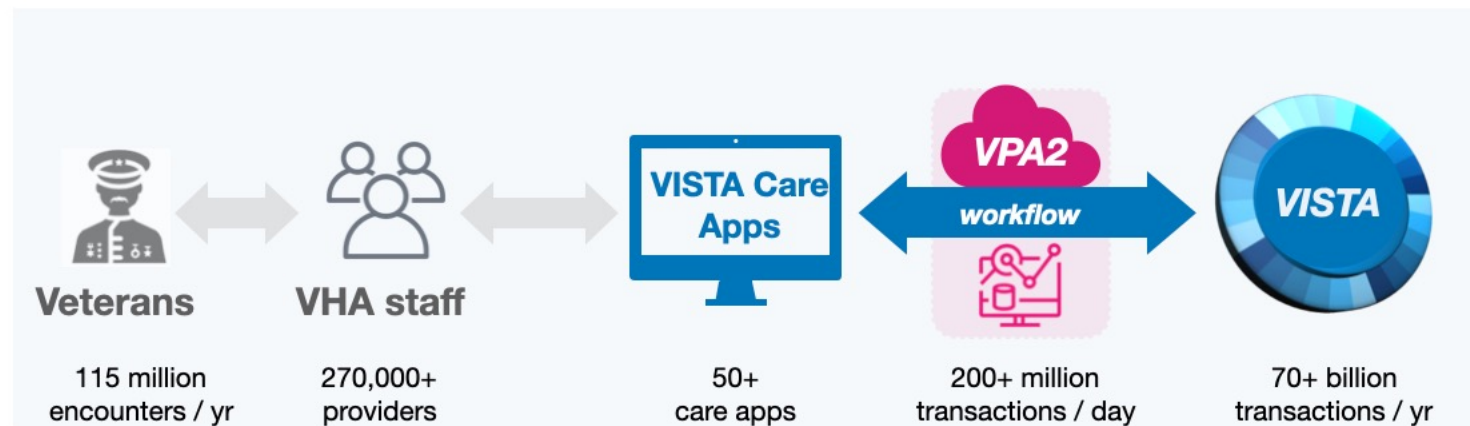 VISTA Care
Apps
VPA2
workflow
VISTA
Veterans
VHA staff
115 million
encounters / yr
270,000+
providers
50+
care apps
200+ million
transactions / day
70+ billion
transactions / yr